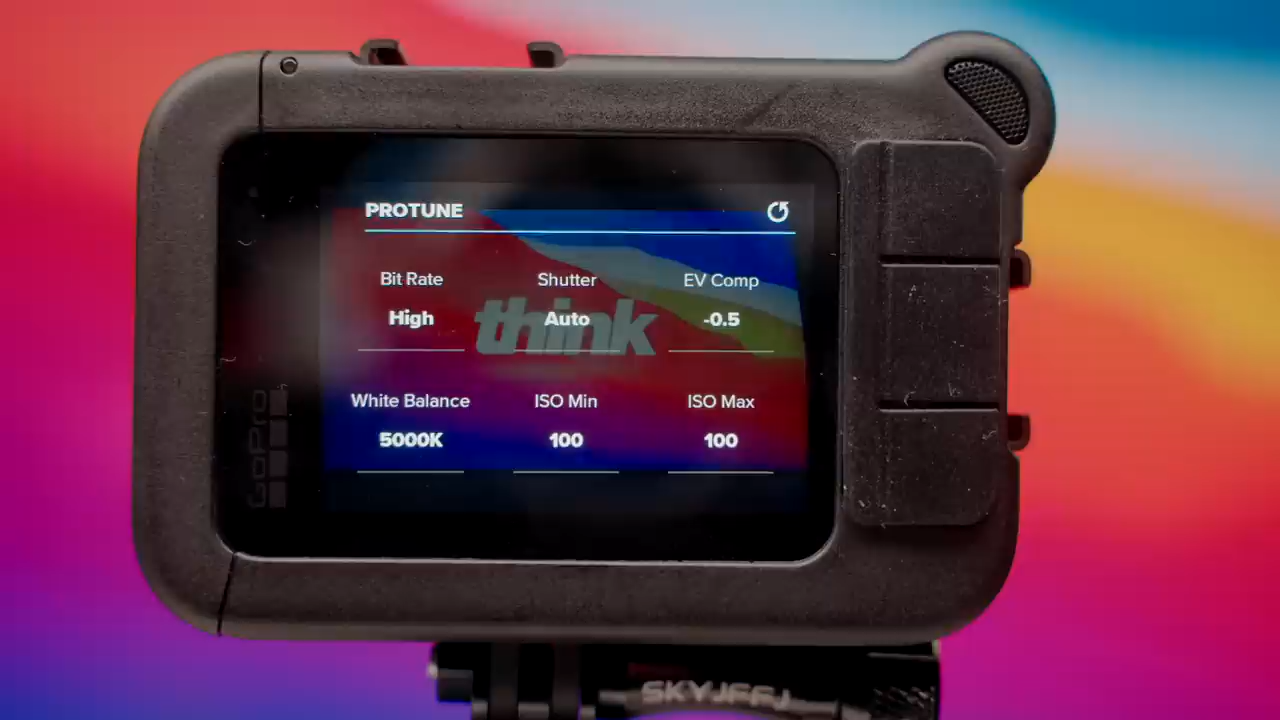 PROTUNE
Bit Rate Shutter EV Comp
High Auto -0.5
think
White Balance ISO Min ISO Max
5000K 100 100
GoPro